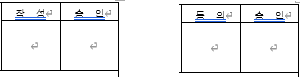 작 성 승 인
동 의 승 인